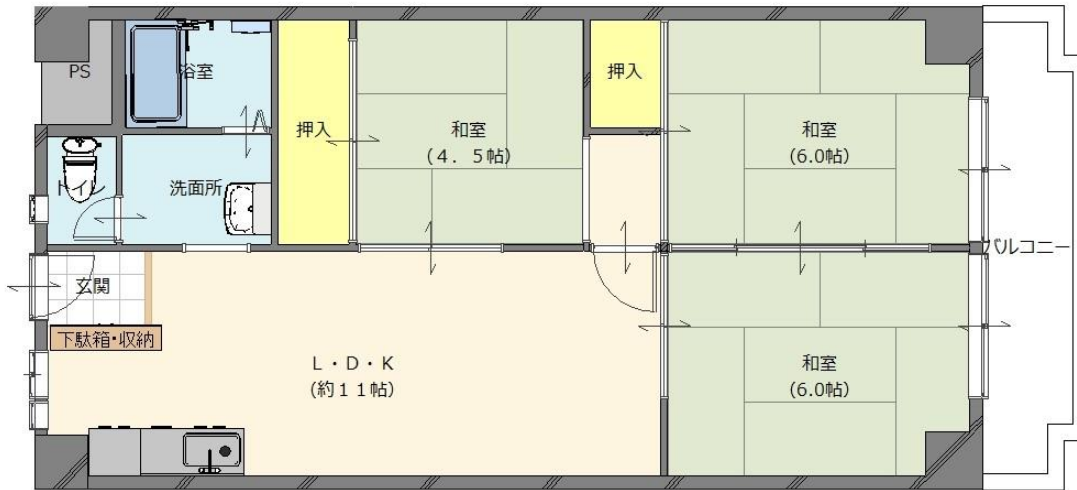 PS
浴室
押入
和室
(4．5帖)
押入
和室
(6.0帖)
トイレ
洗面所
バルコニー
玄関
下駄箱・収納
L・D・K
(約11帖)
和室
(6.0帖)